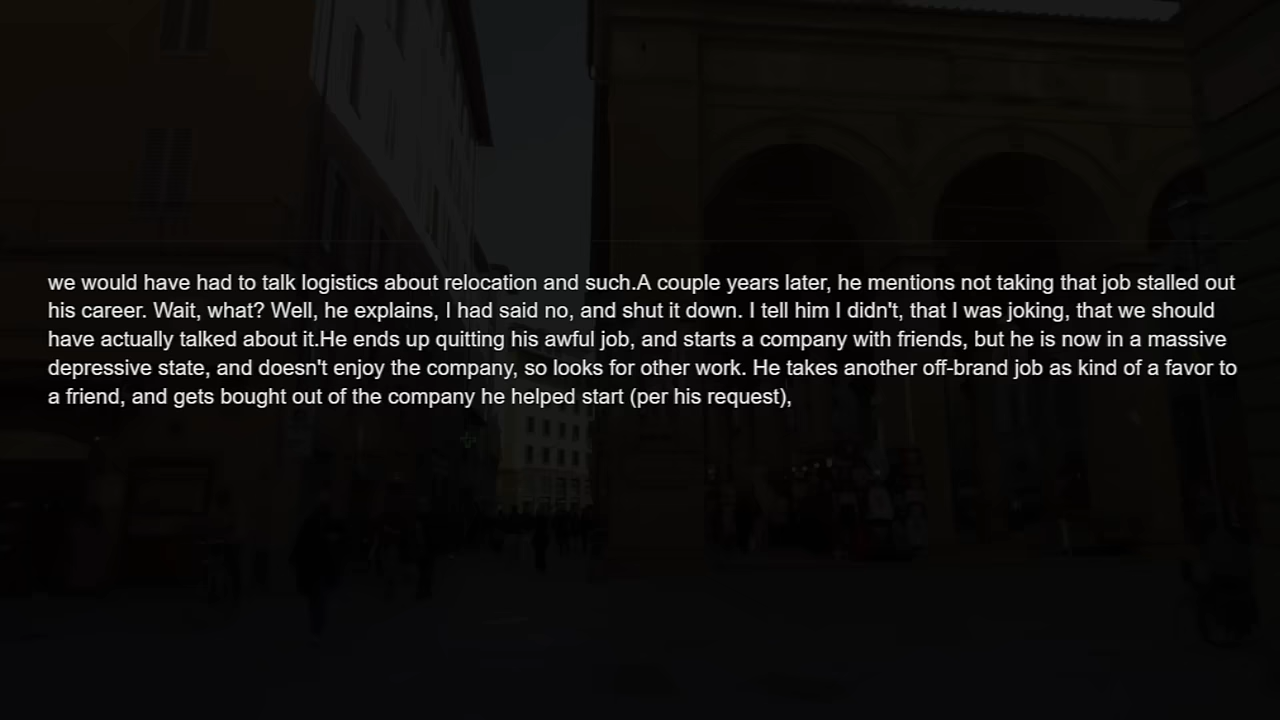 we would have had to talk logistics about relocation and such.A couple years later, he mentions not taking that job stalled out
his career. Wait, what? Well, he explains, I had said no, and shut it down. I tell him I didn't, that I was joking, that we should
have actually talked about it.He ends up quitting his awful job, and starts a company with friends, but he is now in a massive
depressive state, and doesn't enjoy the company, so looks for other work. He takes another off-brand job as kind of a favor to
a friend, and gets bought out of the company he helped start (per his request),